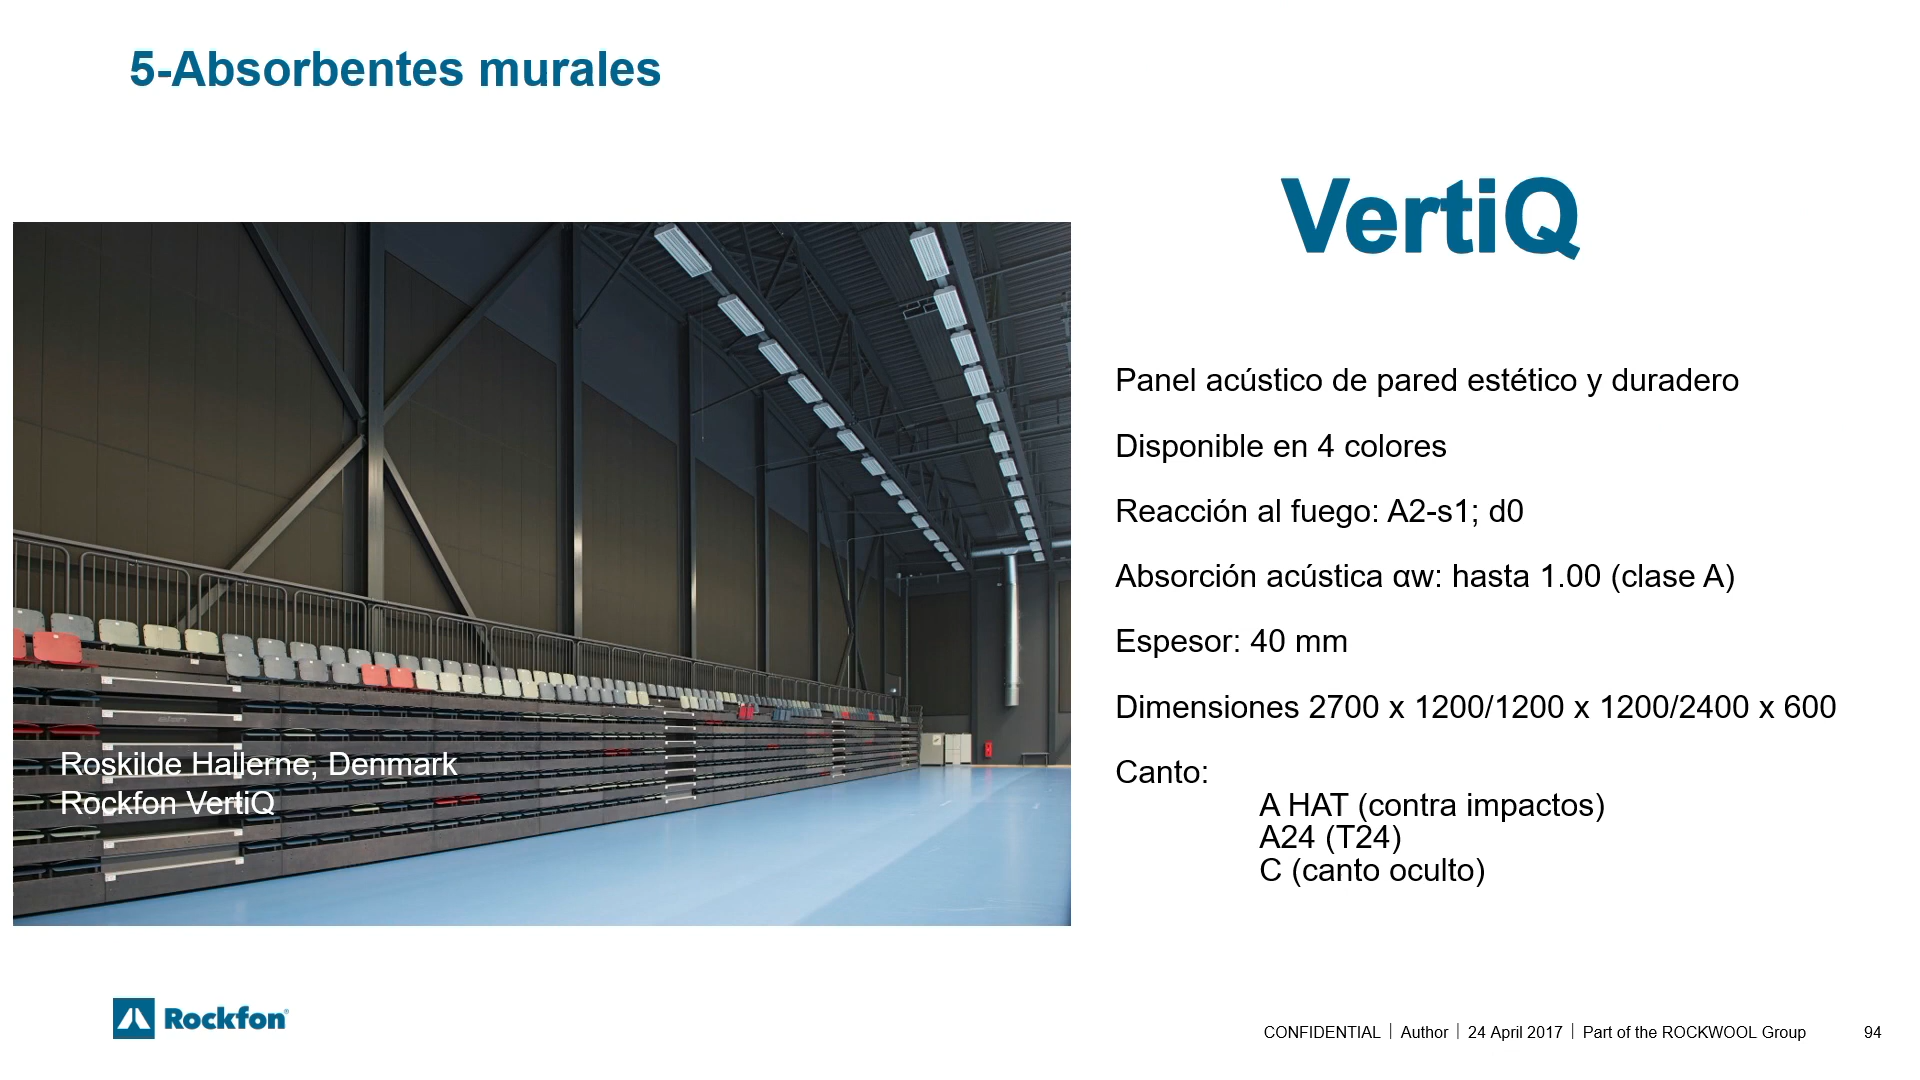 5-Absorbentes murales
VertiQ
Panel acústico de pared estético y duradero
Disponible en 4 colores
Reacción al fuego: A2-s1; d0
Absorción acústica αw: hasta 1.00 (clase A)
Espesor: 40 mm
Dimensiones 2700 x 1200/1200 x 1200/2400 x 600
Canto:
A HAT (contra impactos)
A24 (T24)
C (canto oculto)
Roskilde Hallerne, Denmark
Rockfon VertiQ
Rockfon®
CONFIDENTIAL | Author | 24 April 2017 | Part of the ROCKWOOL Group 94